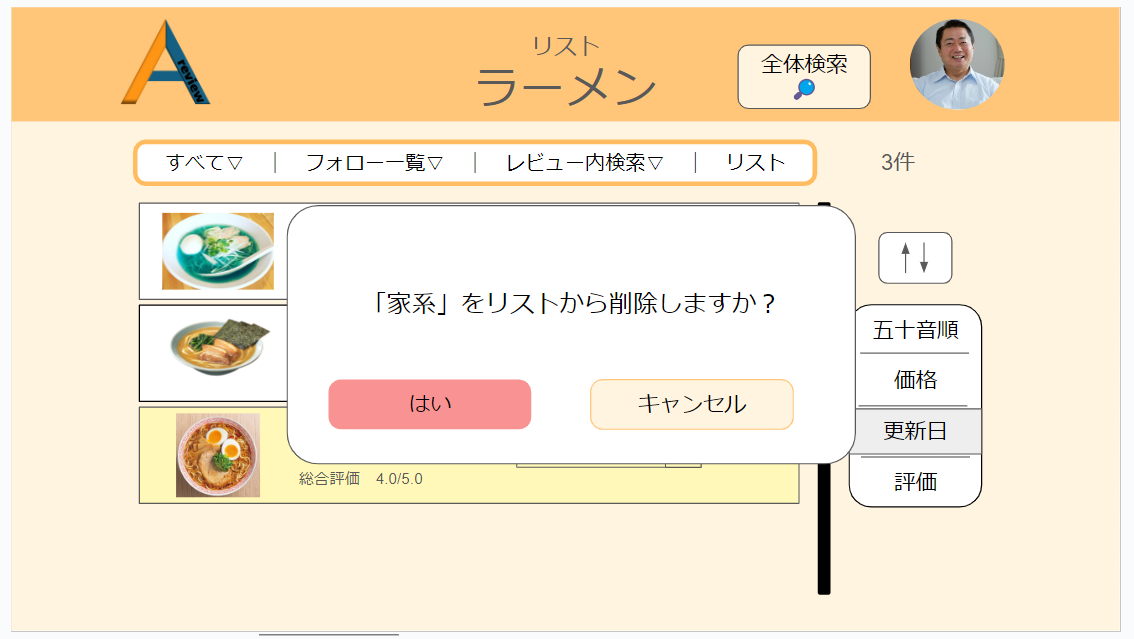 A
review
リスト
ラーメン
全体検索
すべて▽ | フォロー一覧▽ | レビュー内検索▽ | リスト
3件
↑↓
「家系」をリストから削除しますか？
はい
キャンセル
五十音順
価格
更新日
評価
総合評価 4.0/5.0